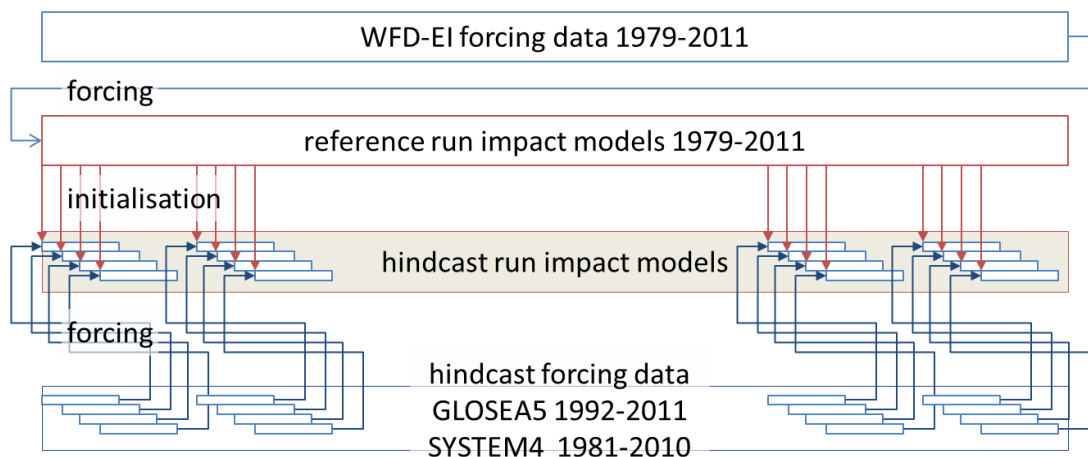 WFD-EI forcing data 1979-2011
forcing
reference run impact models 1979-2011
initialisation
hindcast run impact models
forcing
hindcast forcing data
GLOSEA5 1992-2011
SYSTEM4 1981-2010